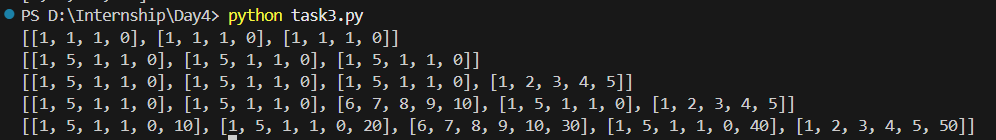 PS D:\Internship\Day4> python task3.py
[[1, 1, 1, 0], [1, 1, 1, 0], [1, 1, 1, 0]]
[[1, 5, 1, 1, 0], [1, 5, 1, 1, 0], [1, 5, 1, 1, 0]]
[[1, 5, 1, 1, 0], [1, 5, 1, 1, 0], [1, 5, 1, 1, 0], [1, 2, 3, 4, 5]]
[[1, 5, 1, 1, 0], [1, 5, 1, 1, 0], [6, 7, 8, 9, 10], [1, 5, 1, 1, 0], [1, 2, 3, 4, 5]]
[[1, 5, 1, 1, 0, 10], [1, 5, 1, 1, 0, 20], [6, 7, 8, 9, 10, 30], [1, 5, 1, 1, 0, 40], [1, 2, 3, 4, 5, 50]]